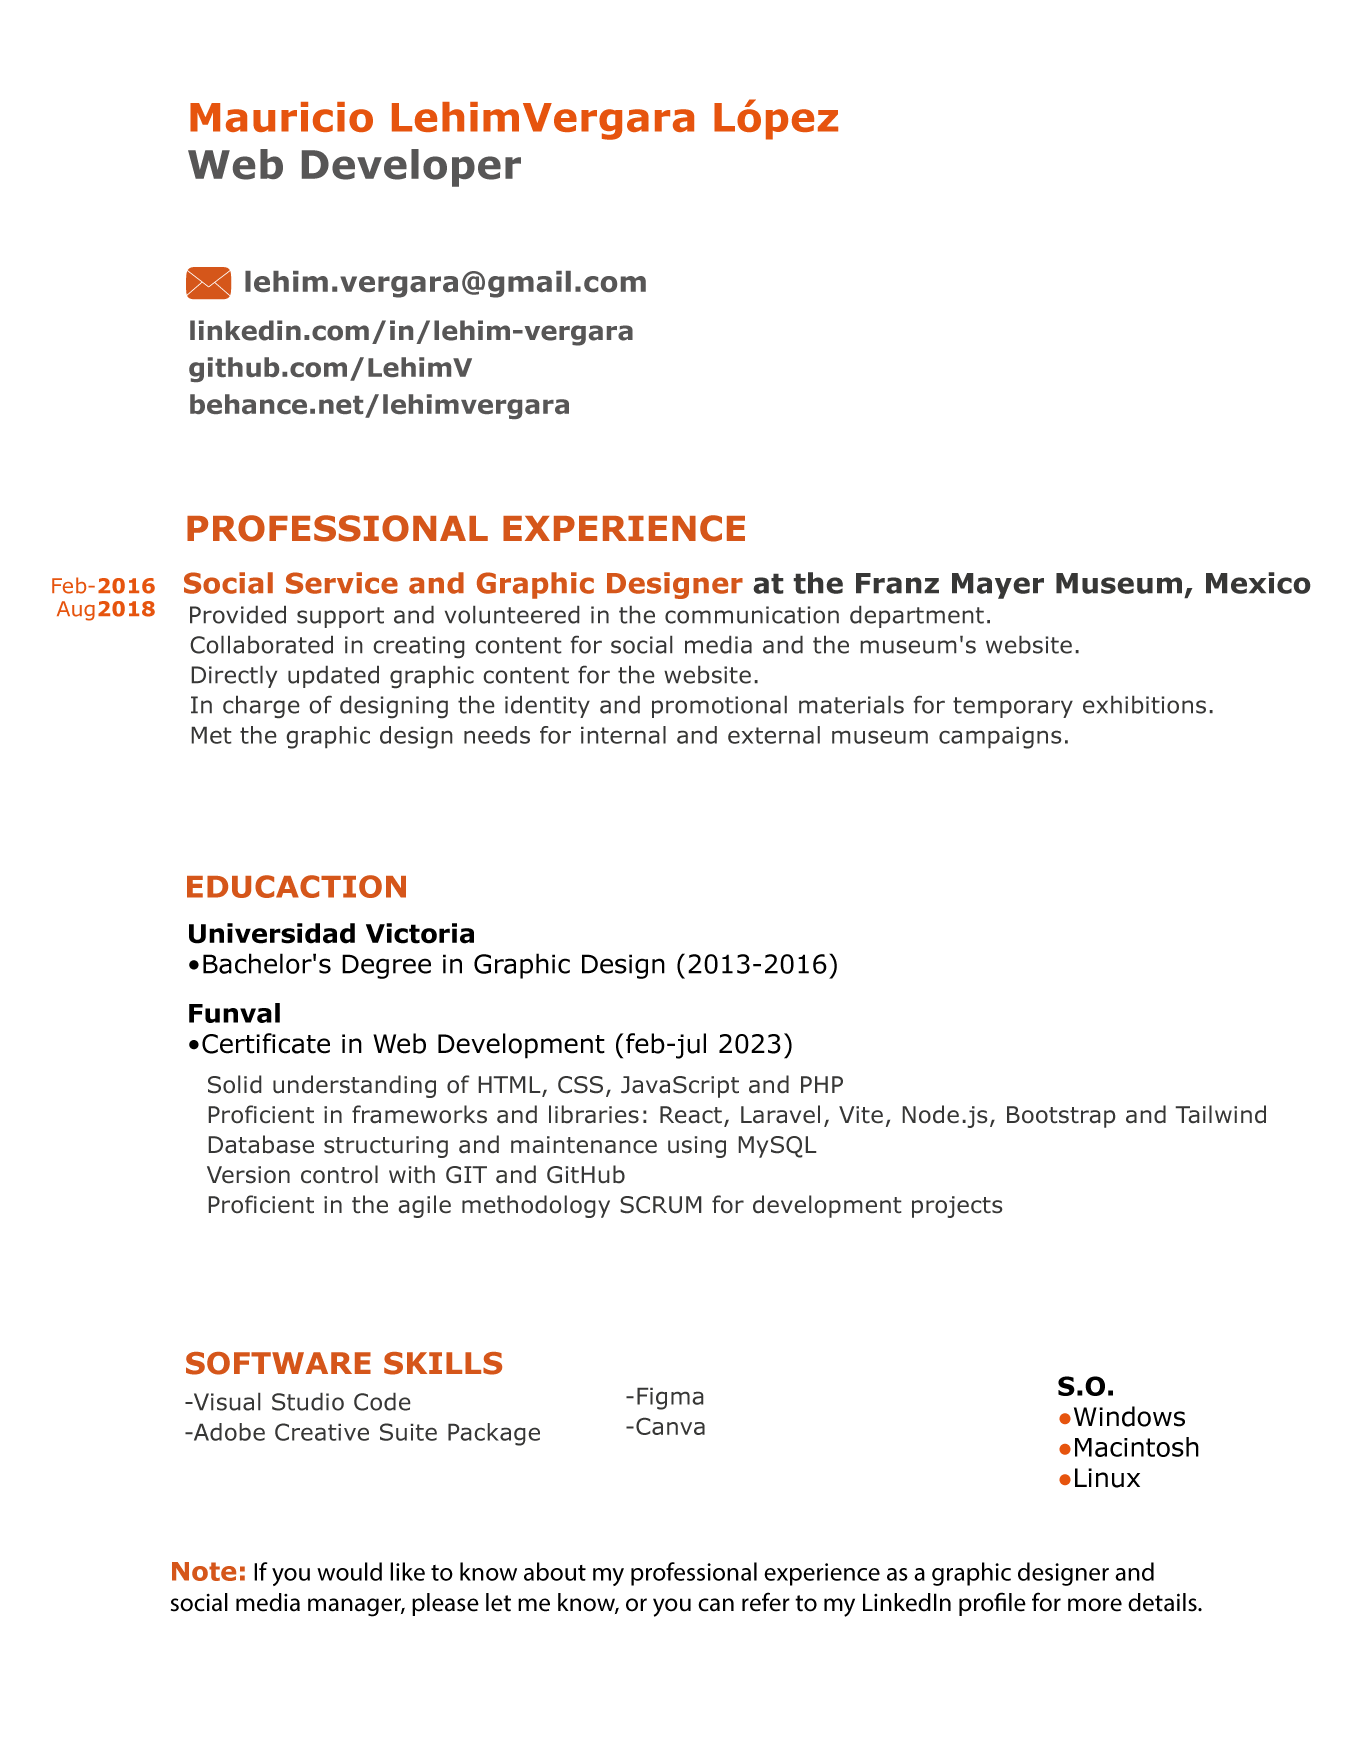 Mauricio LehimVergara López
Web Developer
lehim.vergara@gmail.com
linkedin.com/in/lehim-vergara
github.com/LehimV
behance.net/lehimvergara
PROFESSIONAL EXPERIENCE
Feb-2016
Aug2018
Social Service and Graphic Designer at the Franz Mayer Museum, Mexico
Provided support and volunteered in the communication department.
Collaborated in creating content for social media and the museum's website.
Directly updated graphic content for the website.
In charge of designing the identity and promotional materials for temporary exhibitions.
Met the graphic design needs for internal and external museum campaigns.
EDUCACTION
Universidad Victoria
•Bachelor's Degree in Graphic Design (2013-2016)
Funval
•Certificate in Web Development (feb-jul 2023)
Solid understanding of HTML, CSS, JavaScript and PHP
Proficient in frameworks and libraries: React, Laravel, Vite, Node.js, Bootstrap and Tailwind
Database structuring and maintenance using MySQL
Version control with GIT and GitHub
Proficient in the agile methodology SCRUM for development projects
SOFTWARE SKILLS
-Visual Studio Code
-Adobe Creative Suite Package
-Figma
-Canva
S.O.
•Windows
•Macintosh
•Linux
Note: If you would like to know about my professional experience as a graphic designer and
social media manager, please let me know, or you can refer to my LinkedIn profile for more details.